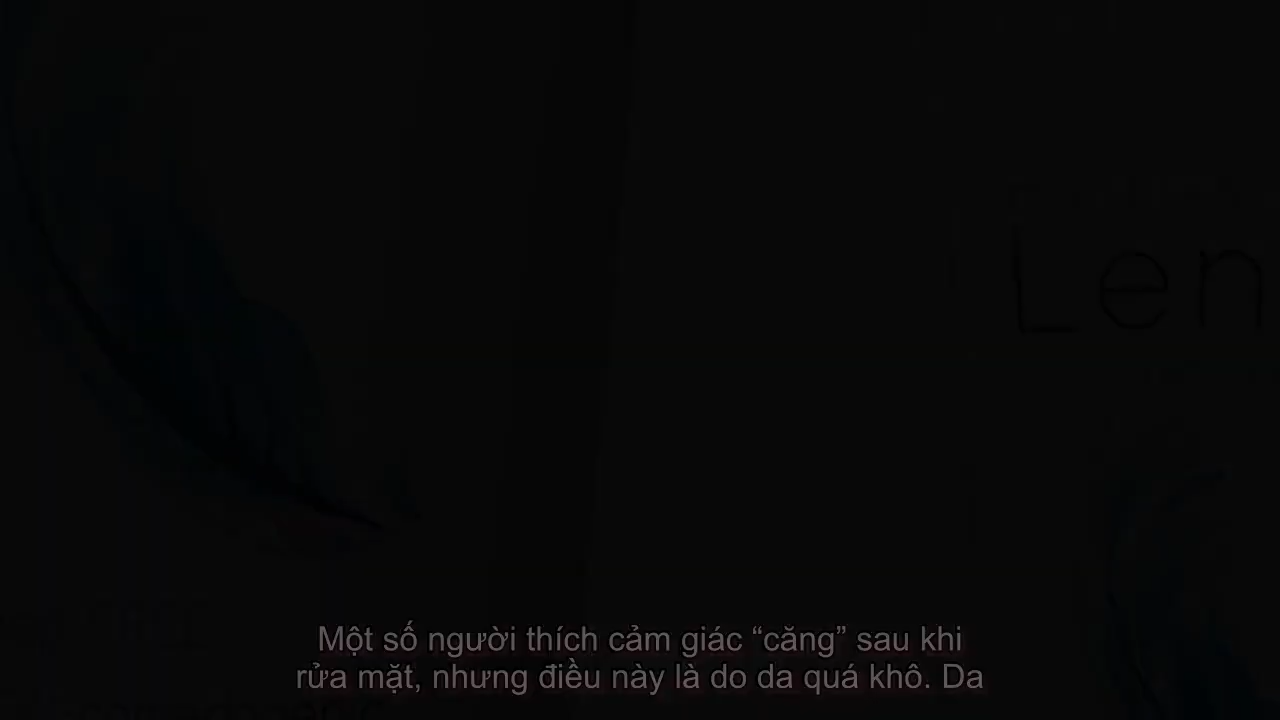 Len
Một số người thích cảm giác “căng” sau khi
rửa mặt, nhưng điều này là do da quá khô. Da